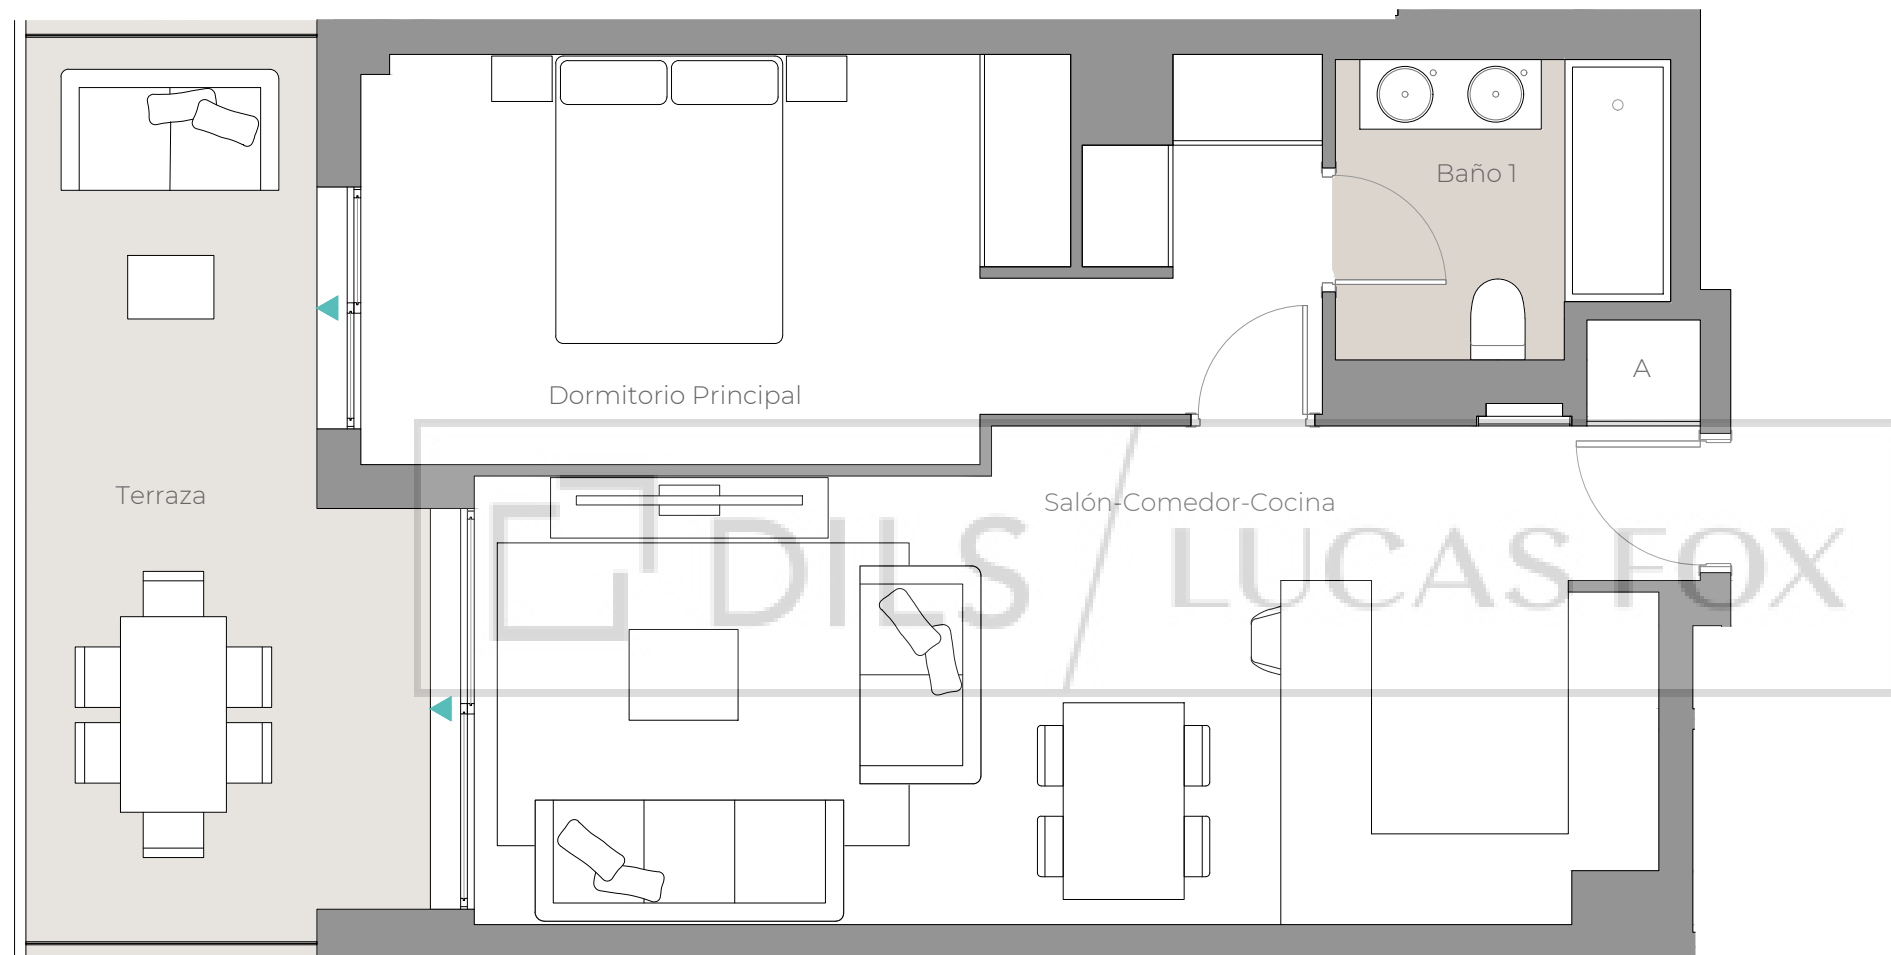 Baño 1
A
Dormitorio Principal
Terraza
Salón-Comedor-Cocina
DILS / LUCAS FOX